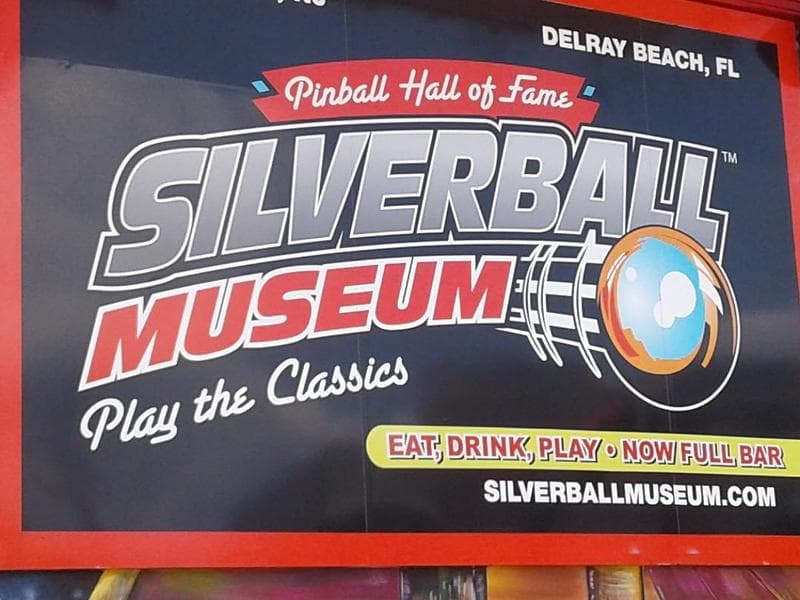 DELRAY BEACH, FL
Pinball Hall of Fame
SILVERBALL™
MUSEUM
Play the Classics
EAT, DRINK, PLAY • NOW FULL BAR
SILVERBALLMUSEUM.COM